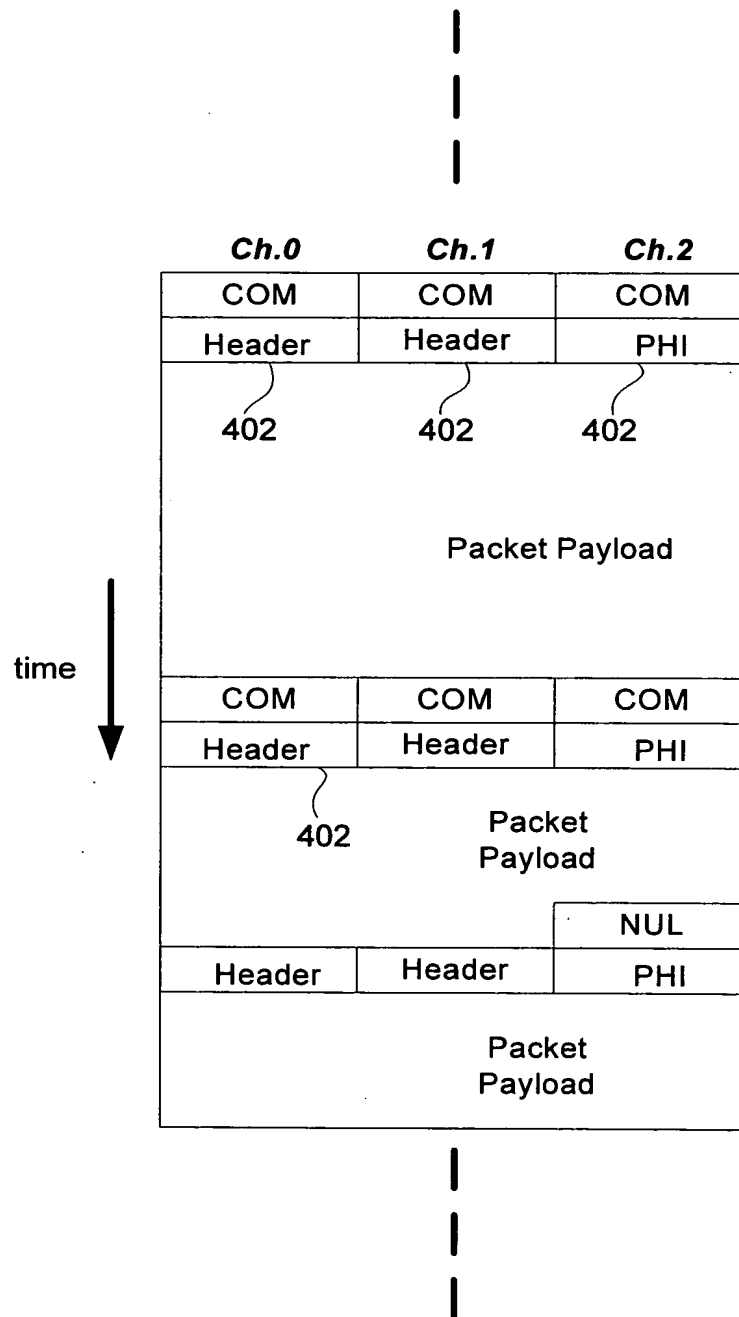 Ch.0 Ch.1 Ch.2
COM COM COM
Header Header PHI
402 402 402
Packet Payload
time
COM COM COM
Header Header PHI
402
Packet
Payload
NUL
Header Header PHI
Packet
Payload